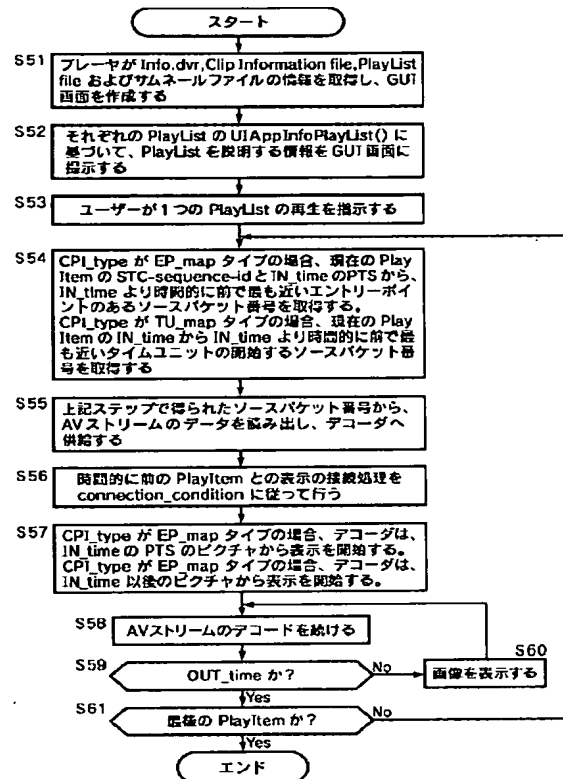 スタート
S51
プレーヤが Info.dvr,Clip Information file,PlayList
file およびサムネールファイルの情報を取得し、GUI
画面を作成する
S52
それぞれの PlayList の UIAppInfoPlayList() に
基づいて、PlayList を説明する情報を GUI 画面に
提示する
S53
ユーザーが1つの PlayList の再生を指示する
S54
CPI_type が EP_map タイプの場合、現在の Play
Item の STC-sequence-id と IN_time のPTS から、
IN_time より時間的に前で最も近いエントリーポイ
ントのあるソースパケット番号を取得する。
CPI_type が TU_map タイプの場合、現在の Play
Item の IN_time から IN_time より時間的に前で最
も近いタイムユニットの開始するソースパケット番
号を取得する
S55
上記ステップで得られたソースパケット番号から、
AVストリームのデータを読み出し、デコーダへ
供給する
S56
時間的に前の PlayItem との表示の接続処理を
connection_condition に従って行う
S57
CPI_type が EP_map タイプの場合、デコーダは、
IN_time の PTS のピクチャから表示を開始する。
CPI_type が EP_map タイプの場合、デコーダは、
IN_time 以後のピクチャから表示を開始する。
S58
AVストリームのデコードを続ける
S59
OUT_time か?
No
S60
画像を表示する
Yes
S61
最後の PlayItem か?
No
Yes
エンド